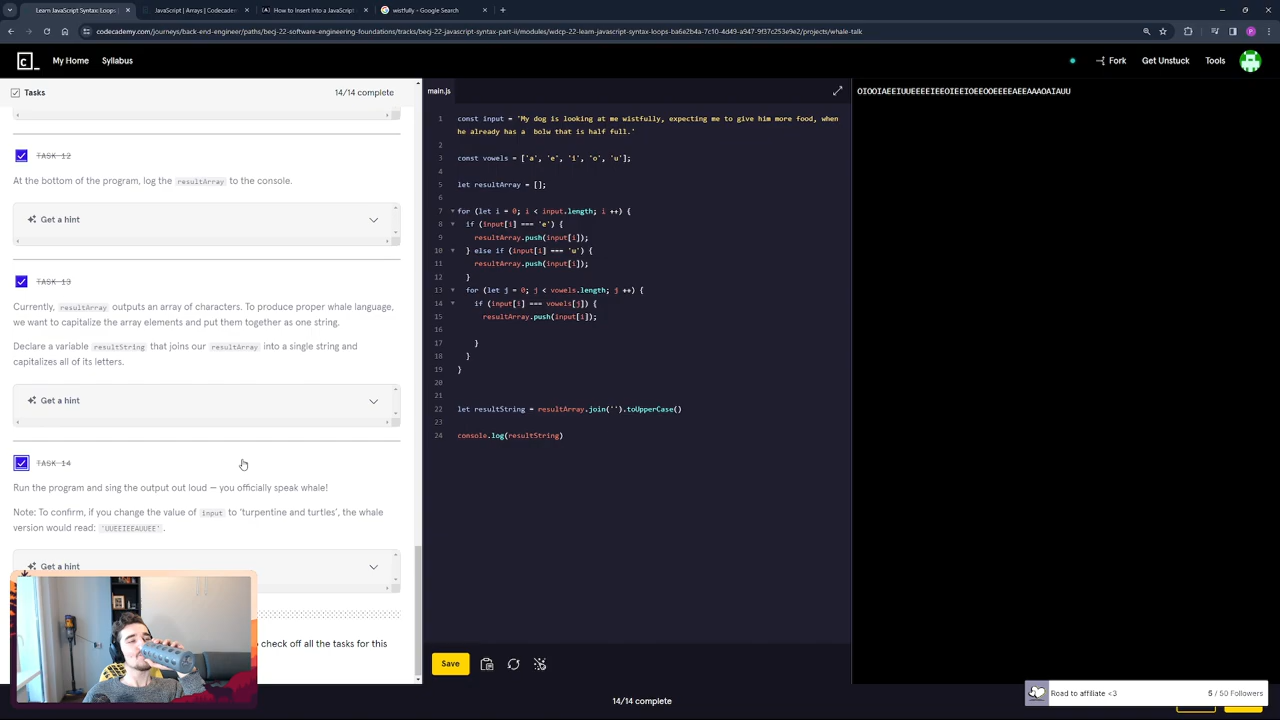 Learn JavaScript Syntax: Loops |
JavaScript | Arrays | Codecadem
How to Insert into a JavaScript
wistfully - Google Search
codecademy.com/journeys/back-end-engineer/paths/becj-22-software-engineering-foundations/tracks/becj-22-javascript-syntax-part-ii/modules/wdcp-22-learn-javascript-syntax-loops-ba6e2b4a-7c10-4d49-a947-9f37c253e9e2/projects/whale-talk
My Home
Syllabus
Fork
Get Unstuck
Tools
Tasks
14/14 complete
TASK 12
At the bottom of the program, log the resultArray to the console.
Get a hint
TASK 13
Currently, resultArray outputs an array of characters. To produce proper whale language,
we want to capitalize the array elements and put them together as one string.
Declare a variable resultString that joins our resultArray into a single string and
capitalizes all of its letters.
Get a hint
TASK 14
Run the program and sing the output out loud — you officially speak whale!
Note: To confirm, if you change the value of input to 'turpentine and turtles', the whale
version would read: 'UUEEIEEAUUEE'.
Get a hint
check off all the tasks for this
main.js
1 const input = 'My dog is looking at me wistfully, expecting me to give him more food, when
he already has a  bolw that is half full.'
2
3 const vowels = ['a', 'e', 'i', 'o', 'u'];
4
5 let resultArray = [];
6
7 for (let i = 0; i < input.length; i ++) {
8 if (input[i] === 'e') {
9 resultArray.push(input[i]);
10 } else if (input[i] === 'u') {
11 resultArray.push(input[i]);
12 }
13 for (let j = 0; j < vowels.length; j ++) {
14 if (input[i] === vowels[j]) {
15 resultArray.push(input[i]);
16
17 }
18 }
19 }
20
21
22 let resultString = resultArray.join('').toUpperCase()
23
24 console.log(resultString)
Save
14/14 complete
OIOOIAEEIUUEEEEIEEOIEEIOEEOOEEEEAEEAAAOAIAUU
Road to affiliate <3
5 / 50 Followers